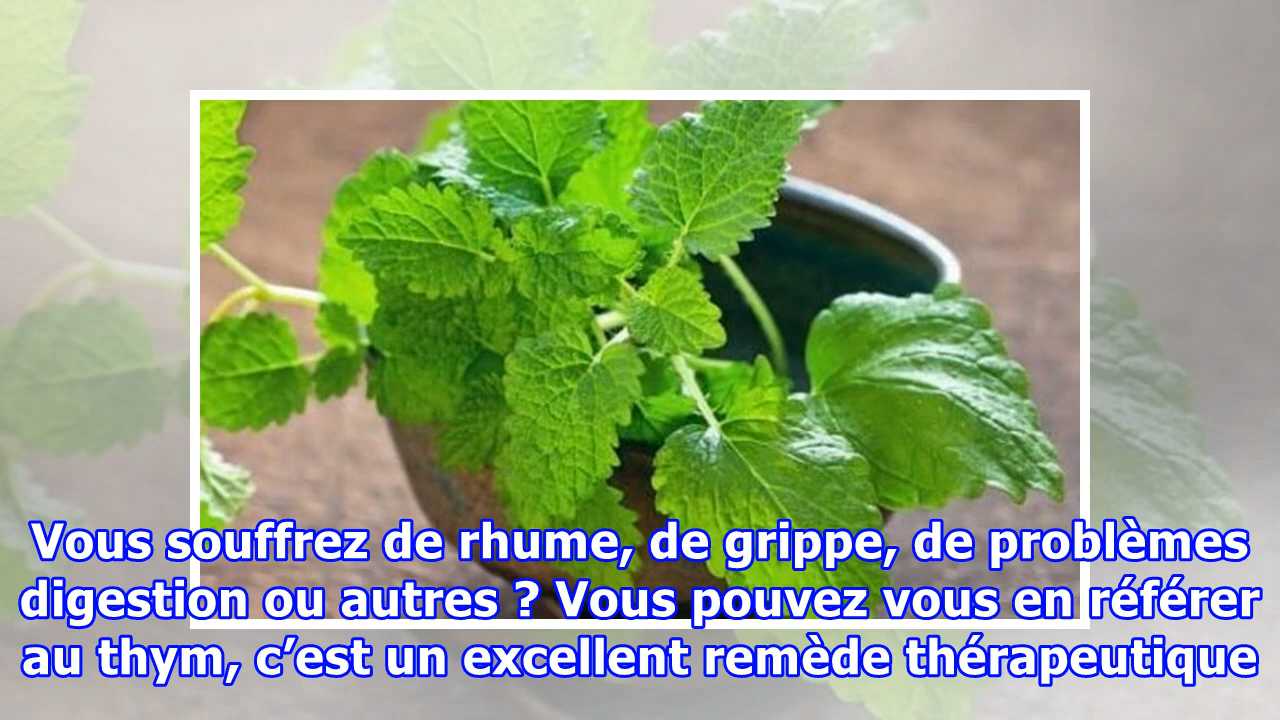 Vous souffrez de rhume, de grippe, de problèmes
digestion ou autres ? Vous pouvez vous en référer
au thym, c’est un excellent remède thérapeutique